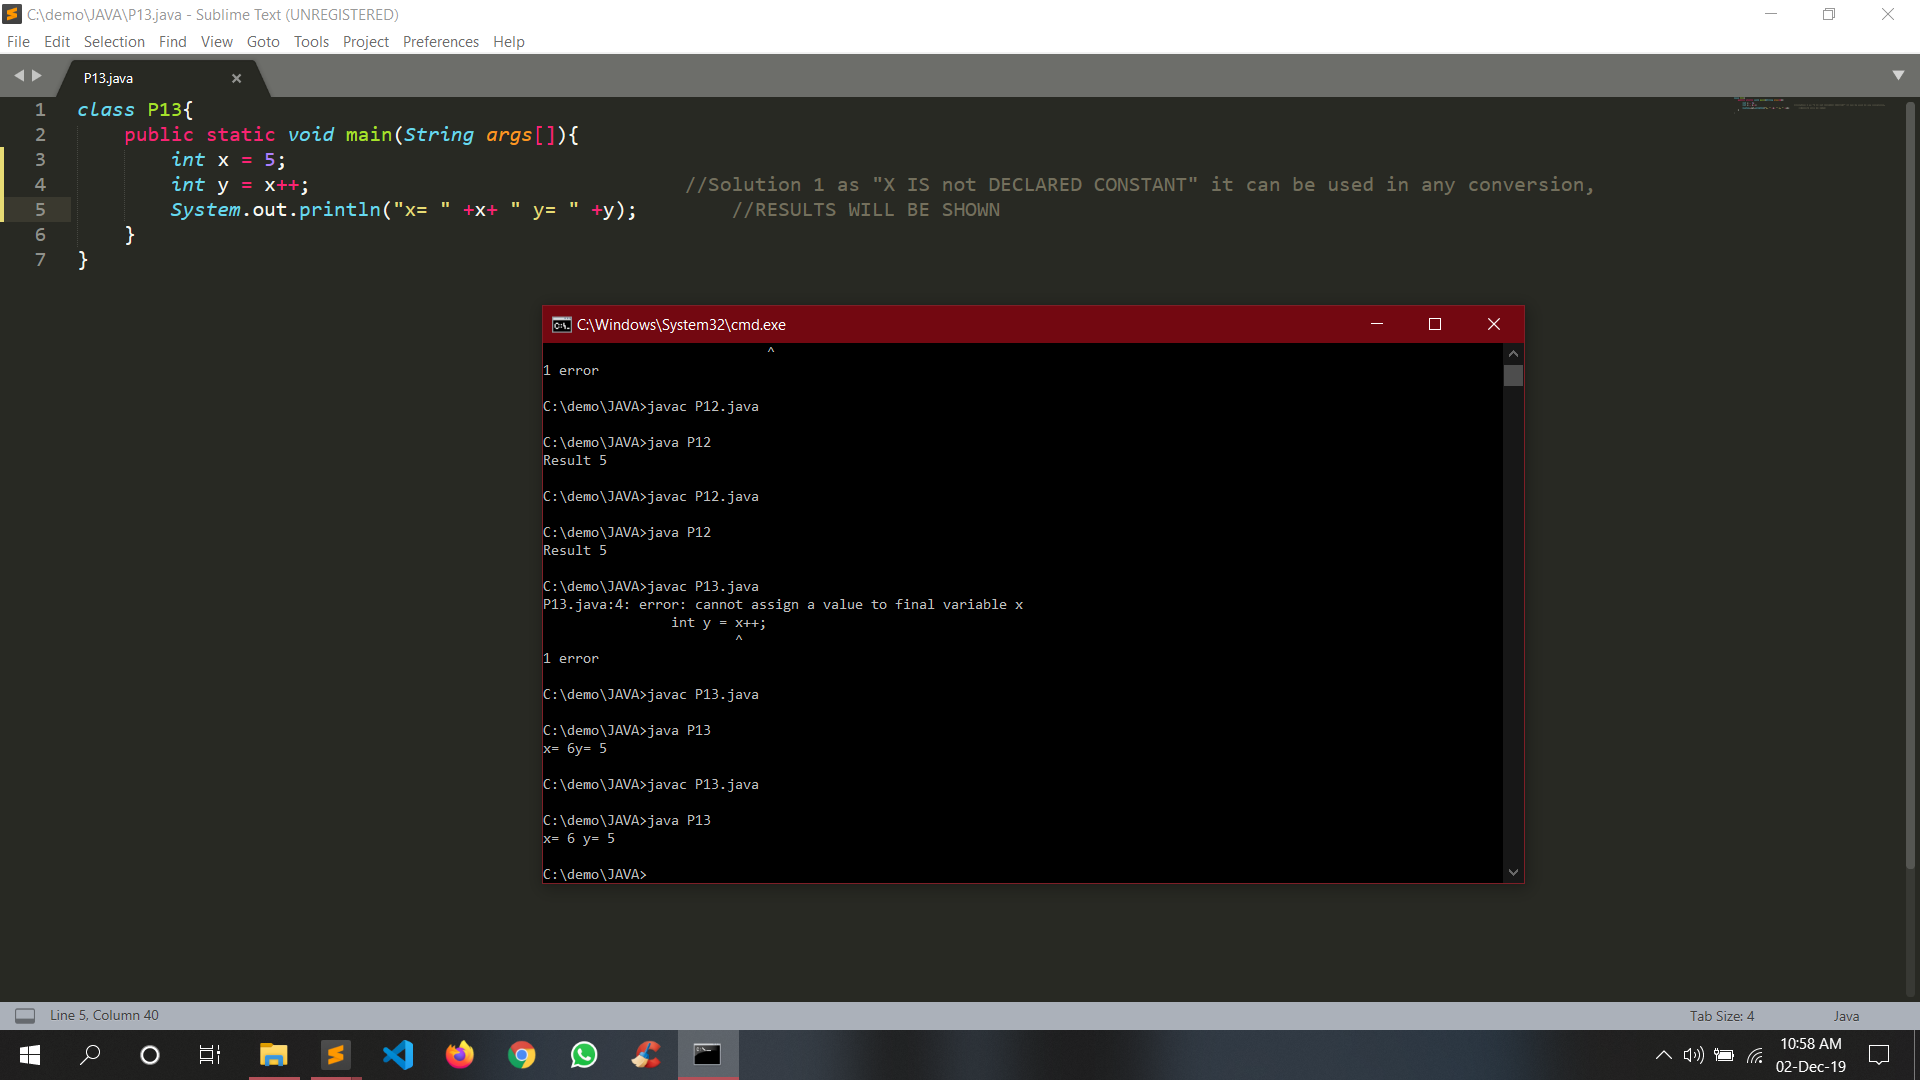 C:\demo\JAVA\P13.java - Sublime Text (UNREGISTERED)
File Edit Selection Find View Goto Tools Project Preferences Help
P13.java
1 class P13{
2 public static void main(String args[]){
3 int x = 5;
4 int y = x++; //Solution 1 as "X IS not DECLARED CONSTANT" it can be used in any conversion,
5 System.out.println("x= " +x+ " y= " +y); //RESULTS WILL BE SHOWN
6 }
7 }
C:\Windows\System32\cmd.exe
^
1 error
C:\demo\JAVA>javac P12.java
C:\demo\JAVA>java P12
Result 5
C:\demo\JAVA>javac P12.java
C:\demo\JAVA>java P12
Result 5
C:\demo\JAVA>javac P13.java
P13.java:4: error: cannot assign a value to final variable x
int y = x++;
^
1 error
C:\demo\JAVA>javac P13.java
C:\demo\JAVA>java P13
x= 6y= 5
C:\demo\JAVA>javac P13.java
C:\demo\JAVA>java P13
x= 6 y= 5
C:\demo\JAVA>
Line 5, Column 40
Tab Size: 4
Java
10:58 AM
02-Dec-19